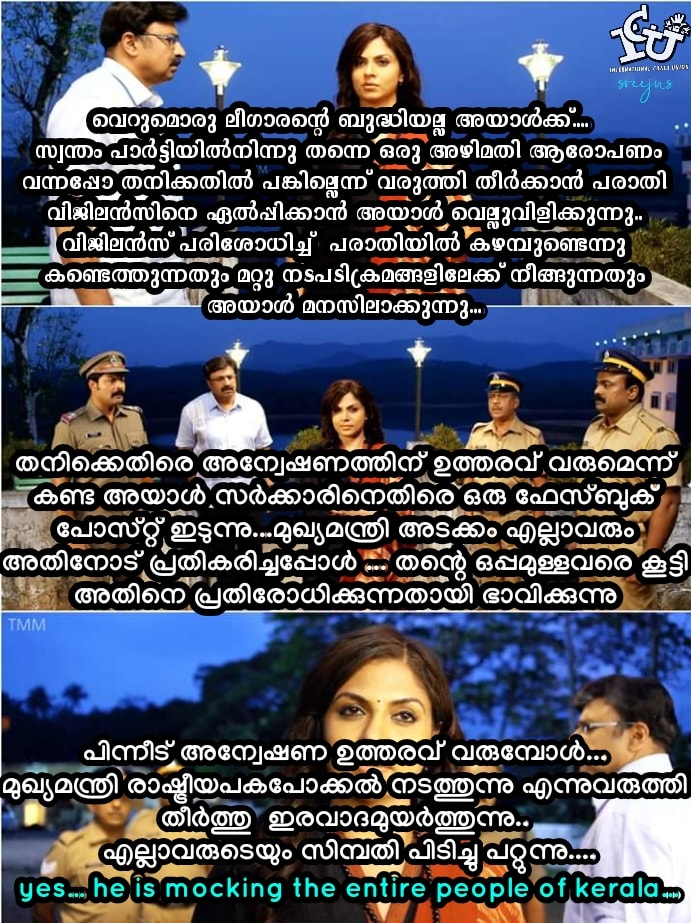 ICU
INTERNATIONAL CHALU UNION
sreejus
വെറുമൊരു ലീഗാരന്റെ ബുദ്ധിയല്ല അയാൾക്ക്....
സ്വന്തം പാർട്ടിയിൽനിന്നു തന്നെ ഒരു അഴിമതി ആരോപണം
വന്നപ്പോ തനിക്കതിൽ പങ്കില്ലെന്ന് വരുത്തി തീർക്കാൻ പരാതി
വിജിലൻസിനെ ഏൽപ്പിക്കാൻ അയാൾ വെല്ലുവിളിക്കുന്നു..
വിജിലൻസ് പരിശോധിച്ച് പരാതിയിൽ കഴമ്പുണ്ടെന്നു
കണ്ടെത്തുന്നതും മറ്റു നടപടിക്രമങ്ങളിലേക്ക് നീങ്ങുന്നതും
അയാൾ മനസിലാക്കുന്നു...
തനിക്കെതിരെ അന്വേഷണത്തിന് ഉത്തരവ് വരുമെന്ന്
കണ്ട അയാൾ സർക്കാരിനെതിരെ ഒരു ഫേസ്ബുക്
പോസ്റ്റ് ഇടുന്നു...മുഖ്യമന്ത്രി അടക്കം എല്ലാവരും
അതിനോട് പ്രതികരിച്ചപ്പോൾ .... തന്റെ ഒപ്പമുള്ളവരെ കൂട്ടി
അതിനെ പ്രതിരോധിക്കുന്നതായി ഭാവിക്കുന്നു
TMM
പിന്നീട് അന്വേഷണ ഉത്തരവ് വരുമ്പോൾ...
മുഖ്യമന്ത്രി രാഷ്ട്രീയപകപോക്കൽ നടത്തുന്നു എന്നുവരുത്തി
തീർത്തു ഇരവാദമുയർത്തുന്നു..
എല്ലാവരുടെയും സിമ്പതി പിടിച്ചു പറ്റുന്നു....
yes... he is mocking the entire people of kerala...